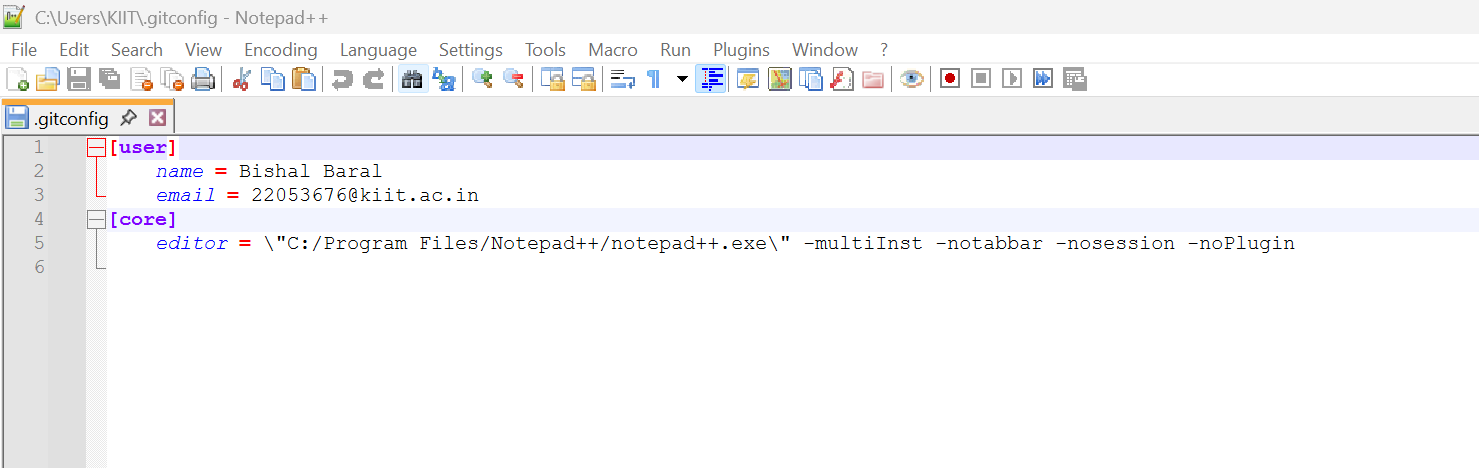 C:\Users\KIIT\.gitconfig - Notepad++
File Edit Search View Encoding Language Settings Tools Macro Run Plugins Window ?
.gitconfig
1 [user]
2 name = Bishal Baral
3 email = 22053676@kiit.ac.in
4 [core]
5 editor = \"C:/Program Files/Notepad++/notepad++.exe\" -multiInst -notabbar -nosession -noPlugin
6